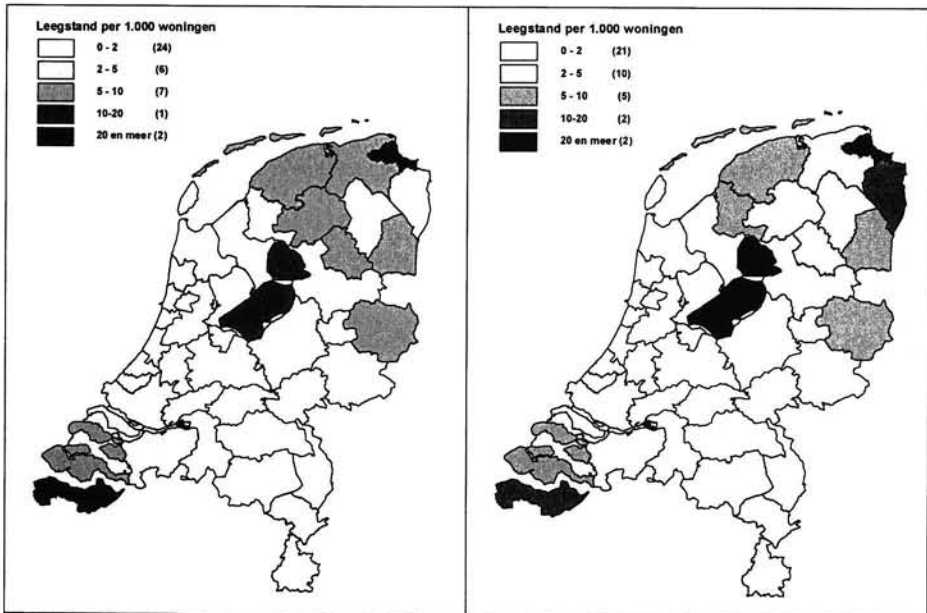 Leegstand per 1.000 woningen
0 - 2 (24)
2 - 5 (6)
5 - 10 (7)
10-20 (1)
20 en meer (2)
Leegstand per 1.000 woningen
0 - 2 (21)
2 - 5 (10)
5 - 10 (5)
10-20 (2)
20 en meer (2)